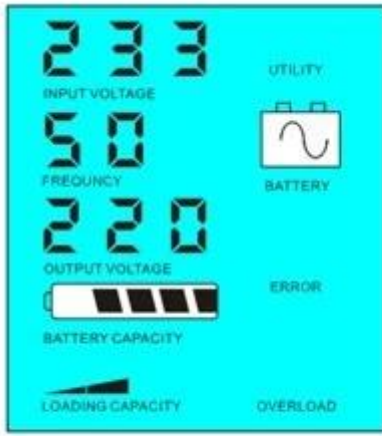 233
UTILITY
INPUT VOLTAGE
50
FREQUNCY
BATTERY
220
OUTPUT VOLTAGE
ERROR
BATTERY CAPACITY
LOADING CAPACITY
OVERLOAD